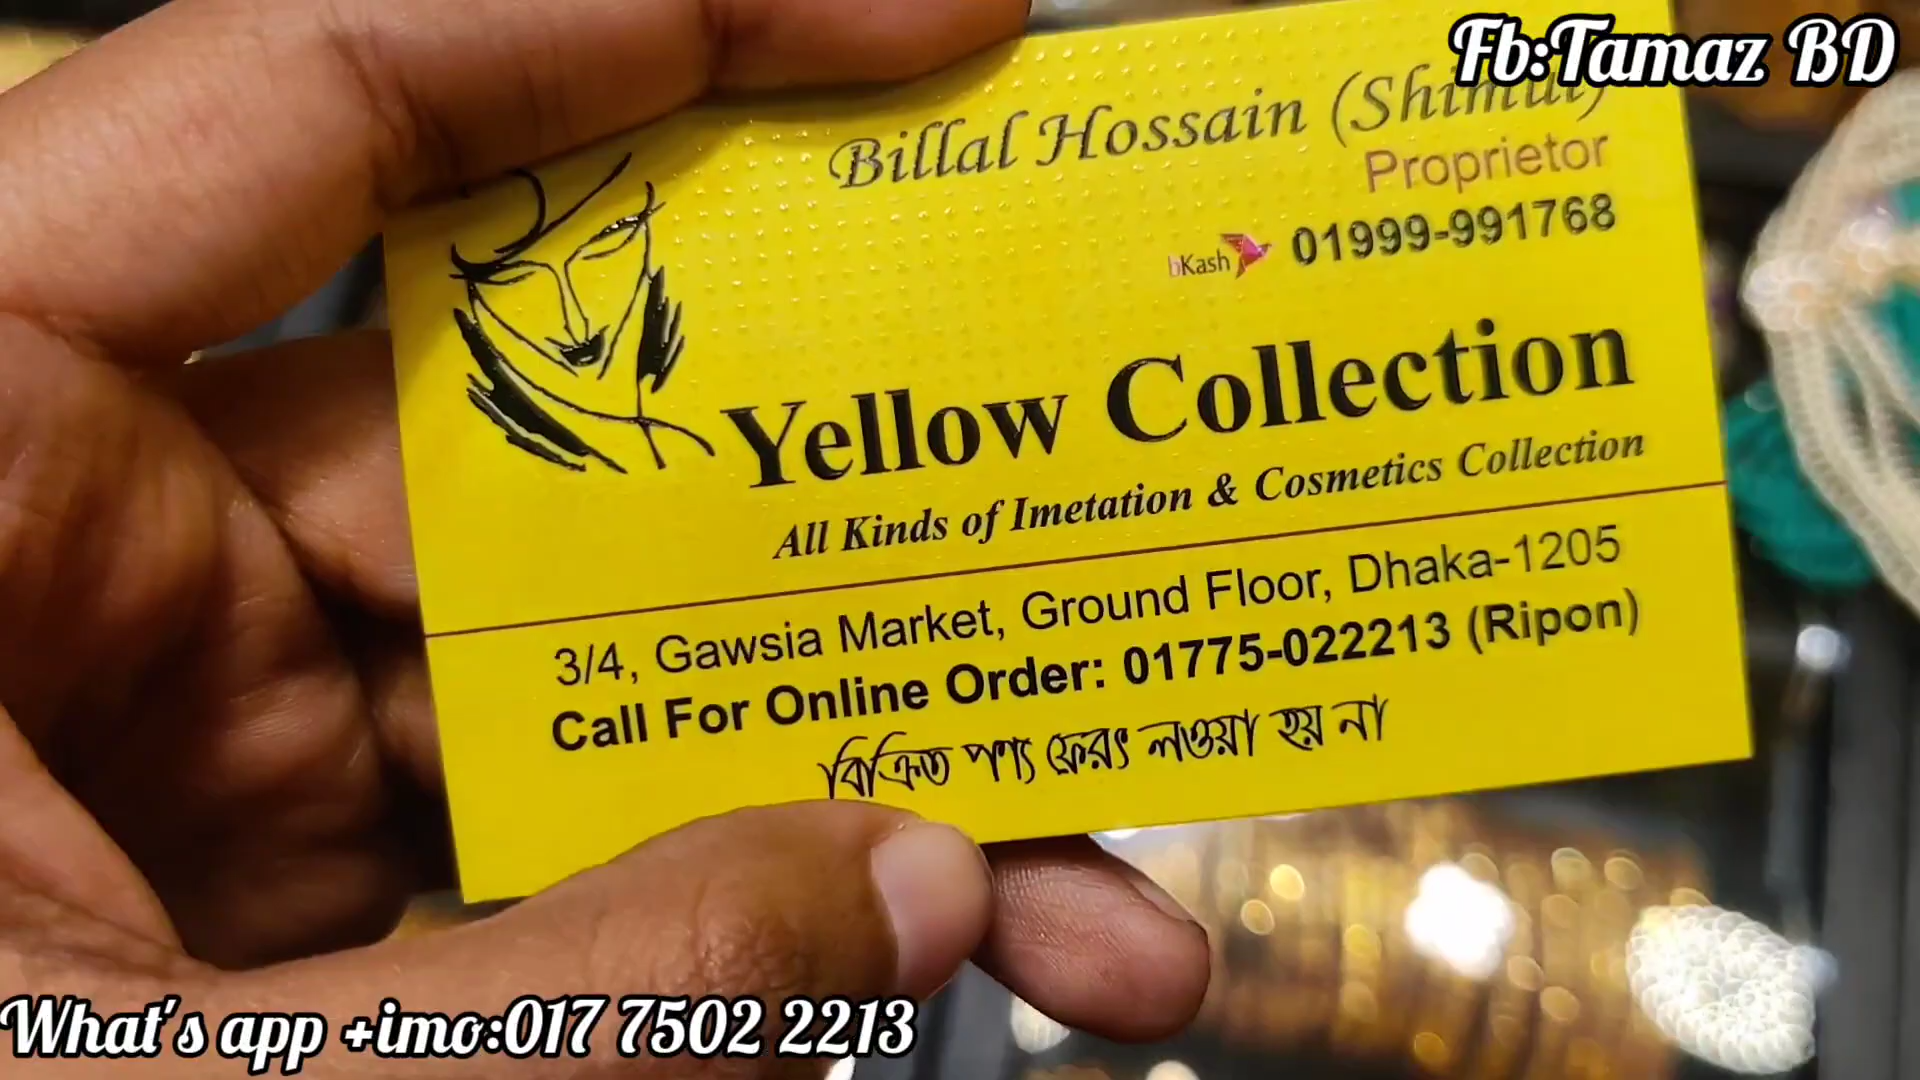 Fb:Tamaz BD
Billal Hossain (Shimul)
Proprietor
bKash 01999-991768
Yellow Collection
All Kinds of Imetation & Cosmetics Collection
3/4, Gawsia Market, Ground Floor, Dhaka-1205
Call For Online Order: 01775-022213 (Ripon)
বিক্রিত পণ্য ফেরৎ লওয়া হয় না
What's app +imo:017 7502 2213